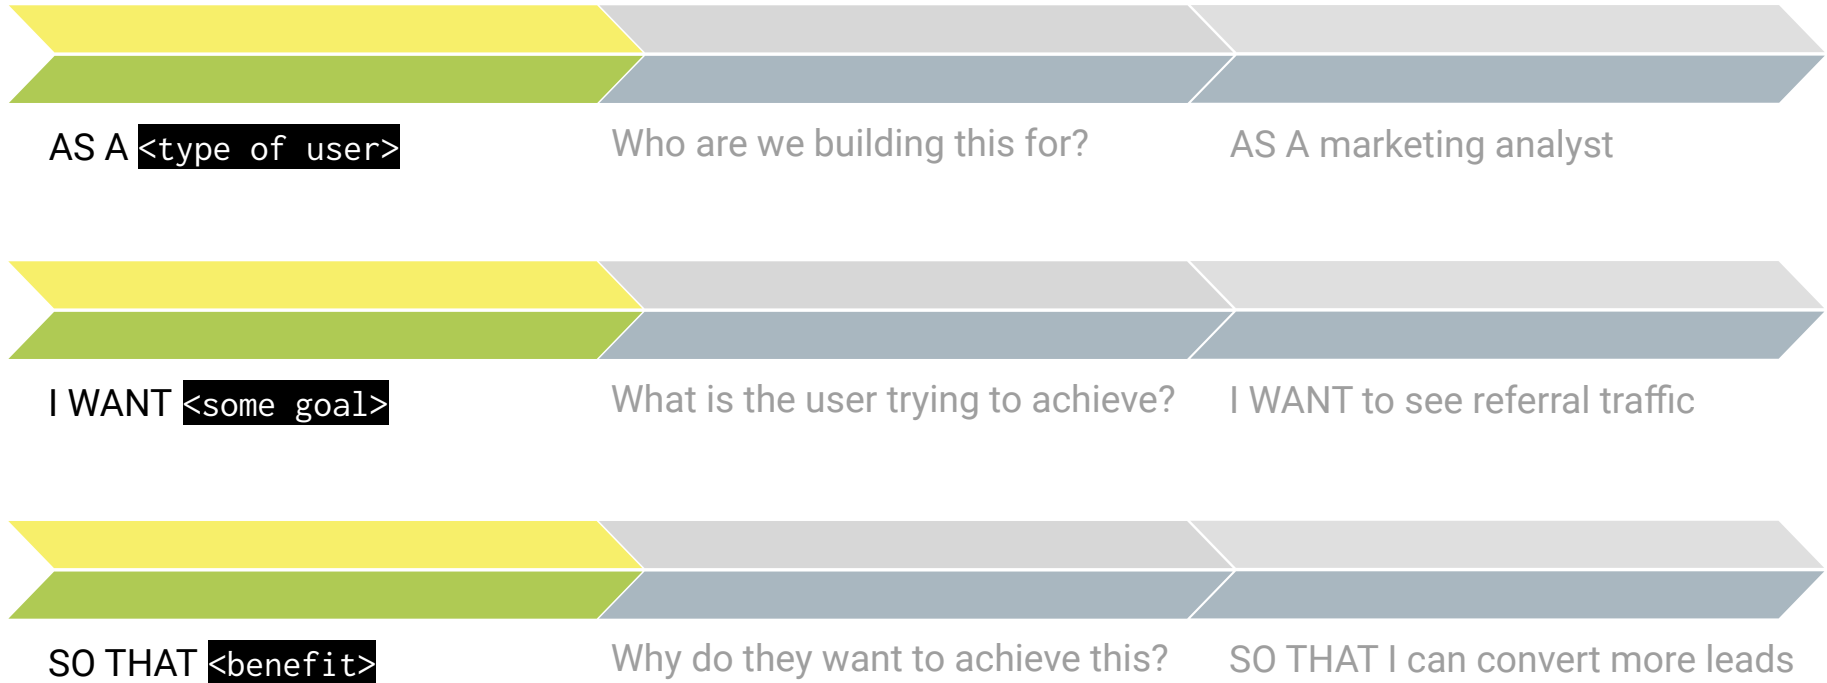 AS A <type of user>
Who are we building this for?
AS A marketing analyst
I WANT <some goal>
What is the user trying to achieve?
I WANT to see referral traffic
SO THAT <benefit>
Why do they want to achieve this?
SO THAT I can convert more leads